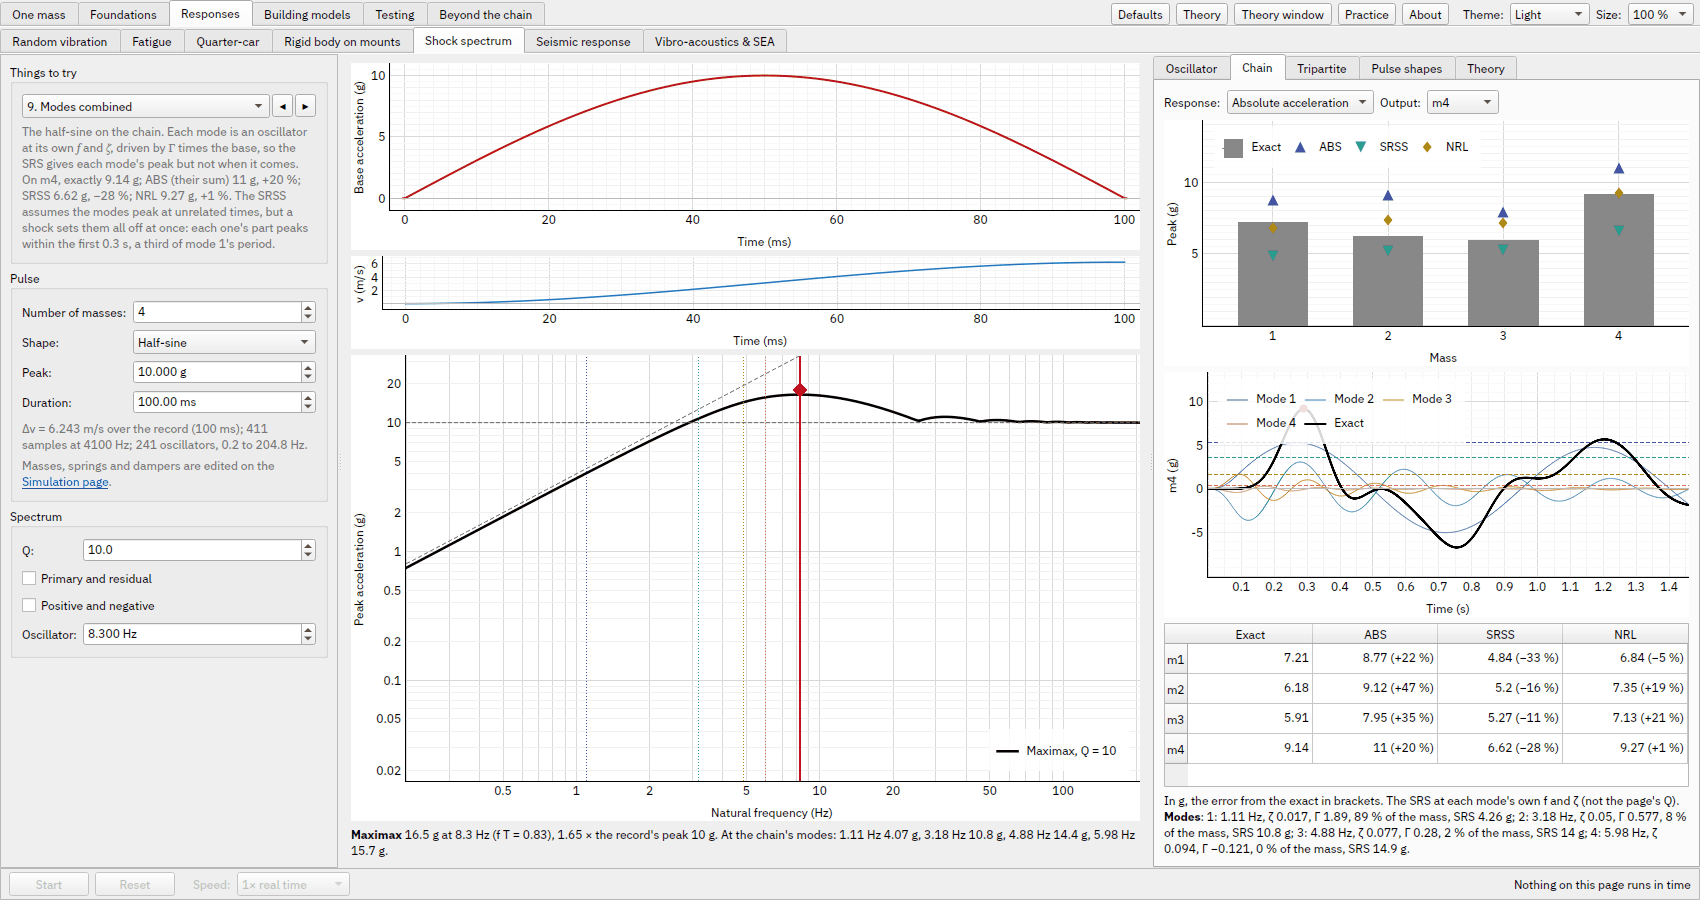 One mass Foundations Responses Building models Testing Beyond the chain Defaults Theory Theory window Practice About Theme: Light Size: 100 %
Random vibration Fatigue Quarter-car Rigid body on mounts Shock spectrum Seismic response Vibro-acoustics & SEA
Things to try
9. Modes combined
The half-sine on the chain. Each mode is an oscillator
at its own f and ζ, driven by Γ times the base, so the
SRS gives each mode's peak but not when it comes.
On m4, exactly 9.14 g; ABS (their sum) 11 g, +20 %;
SRSS 6.62 g, −28 %; NRL 9.27 g, +1 %. The SRSS
assumes the modes peak at unrelated times, but a
shock sets them all off at once: each one's part peaks
within the first 0.3 s, a third of mode 1's period.
Pulse
Number of masses: 4
Shape: Half-sine
Peak: 10.000 g
Duration: 100.00 ms
Δv = 6.243 m/s over the record (100 ms); 411
samples at 4100 Hz; 241 oscillators, 0.2 to 204.8 Hz.
Masses, springs and dampers are edited on the
Simulation page.
Spectrum
Q: 10.0
Primary and residual
Positive and negative
Oscillator: 8.300 Hz
Base acceleration (g)
10
5
0
0 20 40 60 80 100
Time (ms)
v (m/s)
6
4
2
0 20 40 60 80 100
Time (ms)
Peak acceleration (g)
20
10
5
2
1
0.5
0.2
0.1
0.05
0.02
Maximax, Q = 10
0.5 1 2 5 10 20 50 100
Natural frequency (Hz)
Maximax 16.5 g at 8.3 Hz (f T = 0.83), 1.65 × the record's peak 10 g. At the chain's modes: 1.11 Hz 4.07 g, 3.18 Hz 10.8 g, 4.88 Hz 14.4 g, 5.98 Hz
15.7 g.
Oscillator Chain Tripartite Pulse shapes Theory
Response: Absolute acceleration Output: m4
Exact ABS SRSS NRL
Peak (g)
10
5
1 2 3 4
Mass
Mode 1 Mode 2 Mode 3
Mode 4 Exact
m4 (g)
10
5
0
-5
0.1 0.2 0.3 0.4 0.5 0.6 0.7 0.8 0.9 1.0 1.1 1.2 1.3 1.4
Time (s)
Exact ABS SRSS NRL
m1 7.21 8.77 (+22 %) 4.84 (−33 %) 6.84 (−5 %)
m2 6.18 9.12 (+47 %) 5.2 (−16 %) 7.35 (+19 %)
m3 5.91 7.95 (+35 %) 5.27 (−11 %) 7.13 (+21 %)
m4 9.14 11 (+20 %) 6.62 (−28 %) 9.27 (+1 %)
In g, the error from the exact in brackets. The SRS at each mode's own f and ζ (not the page's Q).
Modes: 1: 1.11 Hz, ζ 0.017, Γ 1.89, 89 % of the mass, SRS 4.26 g; 2: 3.18 Hz, ζ 0.05, Γ 0.577, 8 %
of the mass, SRS 10.8 g; 3: 4.88 Hz, ζ 0.077, Γ 0.28, 2 % of the mass, SRS 14 g; 4: 5.98 Hz, ζ
0.094, Γ −0.121, 0 % of the mass, SRS 14.9 g.
Start Reset Speed: 1× real time Nothing on this page runs in time